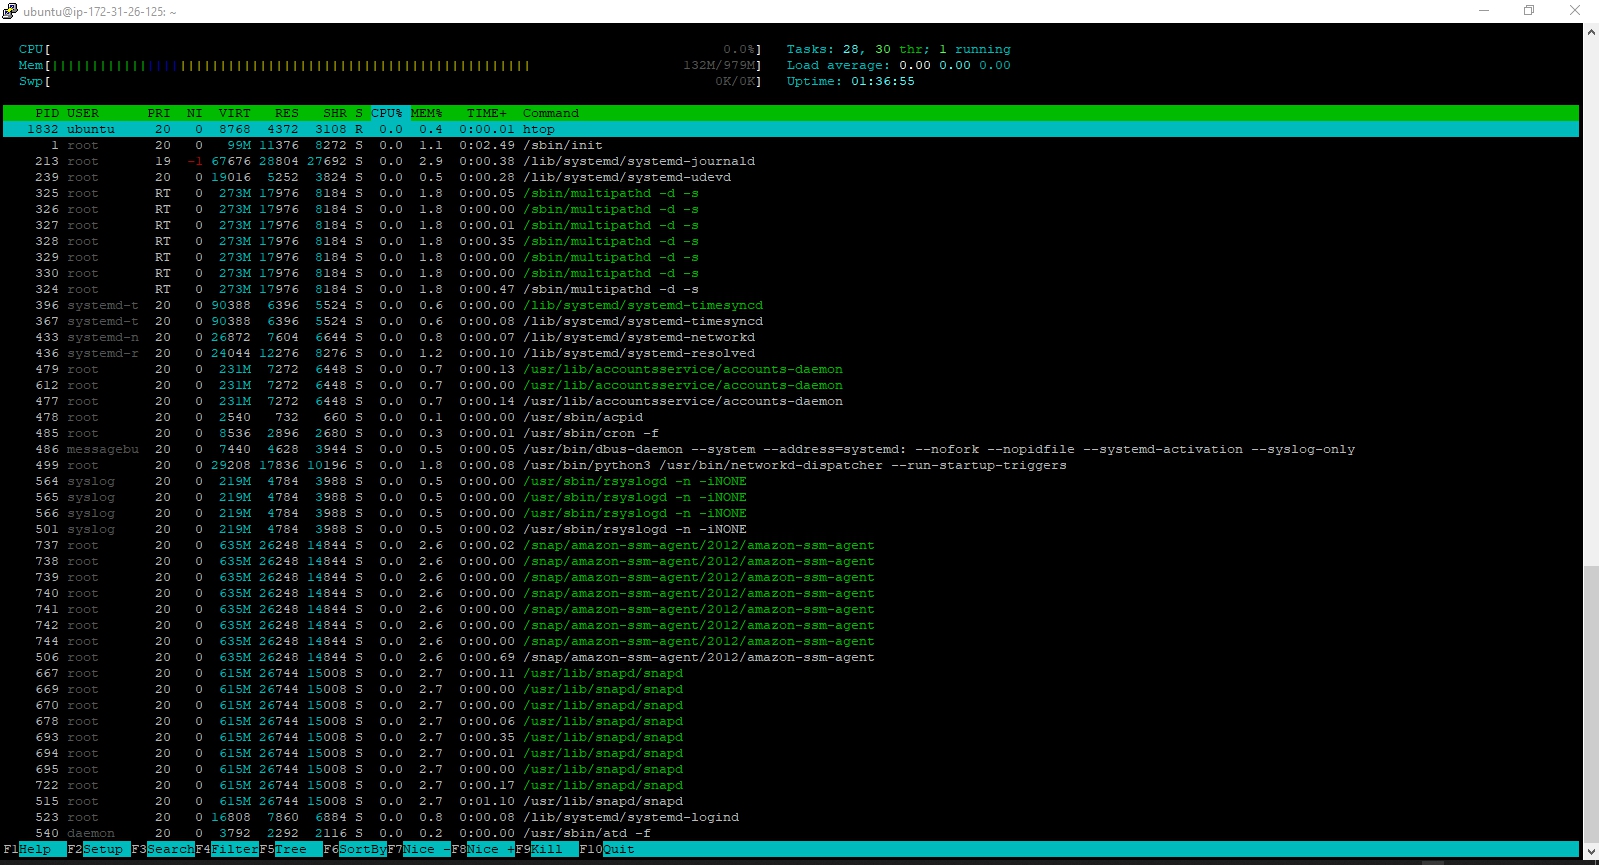 ubuntu@ip-172-31-26-125: ~
CPU[ 0.0%] Tasks: 28, 30 thr; 1 running
Mem[||||||||||||||||||||||||||||||||||||||||||||||||||||||||||||132M/979M] Load average: 0.00 0.00 0.00
Swp[ 0K/0K] Uptime: 01:36:55
PID USER PRI NI VIRT RES SHR S CPU% MEM% TIME+ Command
1832 ubuntu 20 0 8768 4372 3108 R 0.0 0.4 0:00.01 htop
1 root 20 0 99M 11376 8272 S 0.0 1.1 0:02.49 /sbin/init
213 root 19 -1 67676 28804 27692 S 0.0 2.9 0:00.38 /lib/systemd/systemd-journald
239 root 20 0 19016 5252 3824 S 0.0 0.5 0:00.28 /lib/systemd/systemd-udevd
325 root RT 0 273M 17976 8184 S 0.0 1.8 0:00.05 /sbin/multipathd -d -s
326 root RT 0 273M 17976 8184 S 0.0 1.8 0:00.00 /sbin/multipathd -d -s
327 root RT 0 273M 17976 8184 S 0.0 1.8 0:00.01 /sbin/multipathd -d -s
328 root RT 0 273M 17976 8184 S 0.0 1.8 0:00.35 /sbin/multipathd -d -s
329 root RT 0 273M 17976 8184 S 0.0 1.8 0:00.00 /sbin/multipathd -d -s
330 root RT 0 273M 17976 8184 S 0.0 1.8 0:00.00 /sbin/multipathd -d -s
324 root RT 0 273M 17976 8184 S 0.0 1.8 0:00.47 /sbin/multipathd -d -s
396 systemd-t 20 0 90388 6396 5524 S 0.0 0.6 0:00.00 /lib/systemd/systemd-timesyncd
367 systemd-t 20 0 90388 6396 5524 S 0.0 0.6 0:00.08 /lib/systemd/systemd-timesyncd
433 systemd-n 20 0 26872 7604 6644 S 0.0 0.8 0:00.07 /lib/systemd/systemd-networkd
436 systemd-r 20 0 24044 12276 8276 S 0.0 1.2 0:00.10 /lib/systemd/systemd-resolved
479 root 20 0 231M 7272 6448 S 0.0 0.7 0:00.13 /usr/lib/accountsservice/accounts-daemon
612 root 20 0 231M 7272 6448 S 0.0 0.7 0:00.00 /usr/lib/accountsservice/accounts-daemon
477 root 20 0 231M 7272 6448 S 0.0 0.7 0:00.14 /usr/lib/accountsservice/accounts-daemon
478 root 20 0 2540 732 660 S 0.0 0.1 0:00.00 /usr/sbin/acpid
485 root 20 0 8536 2896 2680 S 0.0 0.3 0:00.01 /usr/sbin/cron -f
486 messagebu 20 0 7440 4628 3944 S 0.0 0.5 0:00.05 /usr/bin/dbus-daemon --system --address=systemd: --nofork --nopidfile --systemd-activation --syslog-only
499 root 20 0 29208 17836 10196 S 0.0 1.8 0:00.08 /usr/bin/python3 /usr/bin/networkd-dispatcher --run-startup-triggers
564 syslog 20 0 219M 4784 3988 S 0.0 0.5 0:00.00 /usr/sbin/rsyslogd -n -iNONE
565 syslog 20 0 219M 4784 3988 S 0.0 0.5 0:00.00 /usr/sbin/rsyslogd -n -iNONE
566 syslog 20 0 219M 4784 3988 S 0.0 0.5 0:00.00 /usr/sbin/rsyslogd -n -iNONE
501 syslog 20 0 219M 4784 3988 S 0.0 0.5 0:00.02 /usr/sbin/rsyslogd -n -iNONE
737 root 20 0 635M 26248 14844 S 0.0 2.6 0:00.02 /snap/amazon-ssm-agent/2012/amazon-ssm-agent
738 root 20 0 635M 26248 14844 S 0.0 2.6 0:00.00 /snap/amazon-ssm-agent/2012/amazon-ssm-agent
739 root 20 0 635M 26248 14844 S 0.0 2.6 0:00.00 /snap/amazon-ssm-agent/2012/amazon-ssm-agent
740 root 20 0 635M 26248 14844 S 0.0 2.6 0:00.00 /snap/amazon-ssm-agent/2012/amazon-ssm-agent
741 root 20 0 635M 26248 14844 S 0.0 2.6 0:00.00 /snap/amazon-ssm-agent/2012/amazon-ssm-agent
742 root 20 0 635M 26248 14844 S 0.0 2.6 0:00.00 /snap/amazon-ssm-agent/2012/amazon-ssm-agent
744 root 20 0 635M 26248 14844 S 0.0 2.6 0:00.00 /snap/amazon-ssm-agent/2012/amazon-ssm-agent
506 root 20 0 635M 26248 14844 S 0.0 2.6 0:00.69 /snap/amazon-ssm-agent/2012/amazon-ssm-agent
667 root 20 0 615M 26744 15008 S 0.0 2.7 0:00.11 /usr/lib/snapd/snapd
669 root 20 0 615M 26744 15008 S 0.0 2.7 0:00.00 /usr/lib/snapd/snapd
670 root 20 0 615M 26744 15008 S 0.0 2.7 0:00.00 /usr/lib/snapd/snapd
678 root 20 0 615M 26744 15008 S 0.0 2.7 0:00.06 /usr/lib/snapd/snapd
693 root 20 0 615M 26744 15008 S 0.0 2.7 0:00.35 /usr/lib/snapd/snapd
694 root 20 0 615M 26744 15008 S 0.0 2.7 0:00.01 /usr/lib/snapd/snapd
695 root 20 0 615M 26744 15008 S 0.0 2.7 0:00.00 /usr/lib/snapd/snapd
722 root 20 0 615M 26744 15008 S 0.0 2.7 0:00.17 /usr/lib/snapd/snapd
515 root 20 0 615M 26744 15008 S 0.0 2.7 0:01.10 /usr/lib/snapd/snapd
523 root 20 0 16808 7860 6884 S 0.0 0.8 0:00.08 /lib/systemd/systemd-logind
540 daemon 20 0 3792 2292 2116 S 0.0 0.2 0:00.00 /usr/sbin/atd -f
F1Help F2Setup F3SearchF4FilterF5Tree F6SortByF7Nice -F8Nice +F9Kill F10Quit